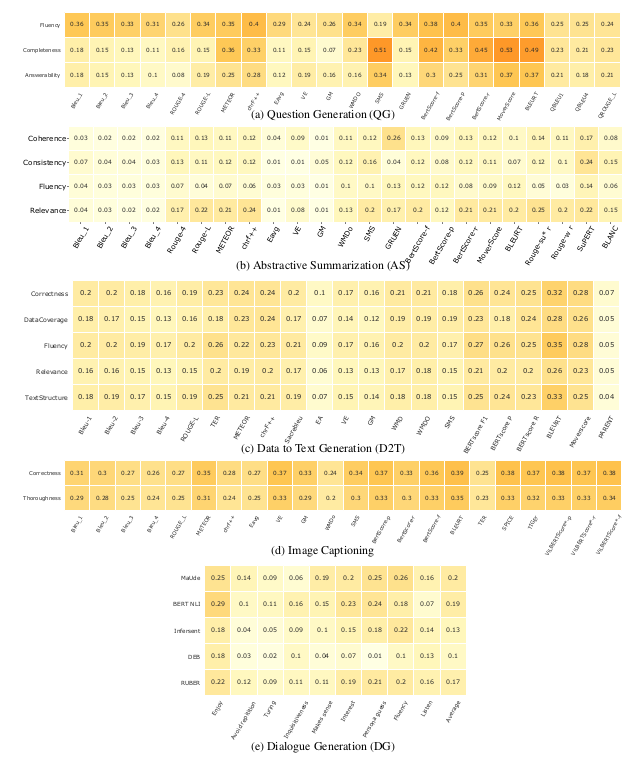 Fluency 0.36 0.35 0.33 0.31 0.26 0.34 0.35 0.4 0.29 0.26 0.26 0.34 0.19 0.34 0.38 0.4 0.35 0.33 0.36 0.25 0.25 0.24
Completeness 0.18 0.15 0.13 0.11 0.16 0.15 0.36 0.33 0.11 0.15 0.07 0.23 0.51 0.15 0.42 0.33 0.45 0.53 0.49 0.23 0.21 0.23
Answerability 0.18 0.15 0.13 0.1 0.08 0.19 0.25 0.28 0.12 0.19 0.16 0.16 0.34 0.13 0.3 0.25 0.31 0.37 0.37 0.21 0.18 0.21
Bleu_1 Bleu_2 Bleu_3 Bleu_4 ROUGE-4 ROUGE-L METEOR chrf++ Eavg VE GM WMDO SMS GRUEN BertScore-f BertScore-p BertScore-r MoverScore BLEURT QBLEU1 QBLEU4 QROUGE_L
(a) Question Generation (QG)
Coherence 0.03 0.02 0.02 0.02 0.11 0.13 0.11 0.12 0.04 0.09 0.01 0.11 0.12 0.26 0.13 0.09 0.13 0.12 0.1 0.14 0.11 0.17 0.08
Consistency 0.07 0.04 0.04 0.03 0.13 0.11 0.12 0.12 0.01 0.01 0.05 0.12 0.16 0.04 0.12 0.08 0.12 0.11 0.07 0.12 0.1 0.24 0.15
Fluency 0.04 0.03 0.03 0.03 0.07 0.04 0.07 0.06 0.03 0.03 0.01 0.1 0.1 0.13 0.12 0.12 0.08 0.09 0.12 0.05 0.03 0.14 0.06
Relevance 0.04 0.03 0.02 0.02 0.17 0.22 0.21 0.24 0.01 0.08 0.01 0.13 0.2 0.17 0.2 0.12 0.21 0.21 0.2 0.25 0.2 0.22 0.15
Bleu_1 Bleu_2 Bleu_3 Bleu_4 Rouge-4 Rouge-L METEOR chrf++ Eavg VE GM WMDo SMS GRUEN BertScore-f BertScore-p BertScore-r MoverScore BLEURT Rouge-su*_r Rouge-w_r SuPERT BLANC
(b) Abstractive Summarization (AS)
Correctness 0.2 0.2 0.18 0.16 0.19 0.23 0.24 0.24 0.2 0.1 0.17 0.16 0.21 0.21 0.18 0.26 0.24 0.25 0.32 0.28 0.07
DataCoverage 0.18 0.17 0.15 0.13 0.16 0.18 0.23 0.24 0.17 0.07 0.14 0.12 0.19 0.19 0.19 0.23 0.18 0.24 0.28 0.26 0.05
Fluency 0.2 0.2 0.19 0.17 0.2 0.26 0.22 0.23 0.21 0.09 0.17 0.16 0.2 0.2 0.17 0.27 0.26 0.25 0.35 0.28 0.05
Relevance 0.16 0.16 0.15 0.13 0.15 0.2 0.19 0.2 0.17 0.06 0.13 0.13 0.17 0.18 0.15 0.21 0.2 0.2 0.26 0.23 0.05
TextStructure 0.18 0.19 0.17 0.15 0.19 0.25 0.21 0.21 0.19 0.07 0.15 0.14 0.18 0.18 0.15 0.25 0.24 0.23 0.33 0.25 0.04
Bleu-1 Bleu-2 Bleu-3 Bleu-4 ROUGE-L TER METEOR chrF++ SacreBleu EA VE GM WMD WMDO SMS BERTscore F1 BERTscore P BERTscore R BLEURT Moverscore PARENT
(c) Data to Text Generation (D2T)
Correctness 0.31 0.3 0.27 0.26 0.27 0.35 0.28 0.27 0.37 0.33 0.24 0.34 0.37 0.33 0.36 0.39 0.25 0.38 0.37 0.38 0.37 0.38
Thoroughness 0.29 0.28 0.25 0.24 0.25 0.31 0.24 0.25 0.33 0.29 0.2 0.3 0.33 0.3 0.33 0.35 0.23 0.33 0.32 0.33 0.33 0.34
Bleu_1 Bleu_2 Bleu_3 Bleu_4 ROUGE_L METEOR chrf++ Eavg VE GM WMDo SMS BertScore-p BertScore-r BertScore-f BLEURT TER SPICE TIGEr VILBERTScore*-p VILBERTScore*-r VILBERTScore*-f
(d) Image Captioning
MaUde 0.25 0.14 0.09 0.06 0.19 0.2 0.25 0.26 0.16 0.2
BERT NLI 0.29 0.1 0.11 0.16 0.15 0.23 0.24 0.18 0.07 0.19
Infersent 0.18 0.04 0.05 0.09 0.1 0.15 0.18 0.22 0.14 0.13
DEB 0.18 0.03 0.02 0.1 0.04 0.07 0.01 0.1 0.13 0.1
RUBER 0.22 0.12 0.09 0.11 0.11 0.19 0.21 0.2 0.16 0.17
Enjoy Avoid repitition Turing Inquisitiveness Makes sense Interest persona guess Fluency Listen Average
(e) Dialogue Generation (DG)